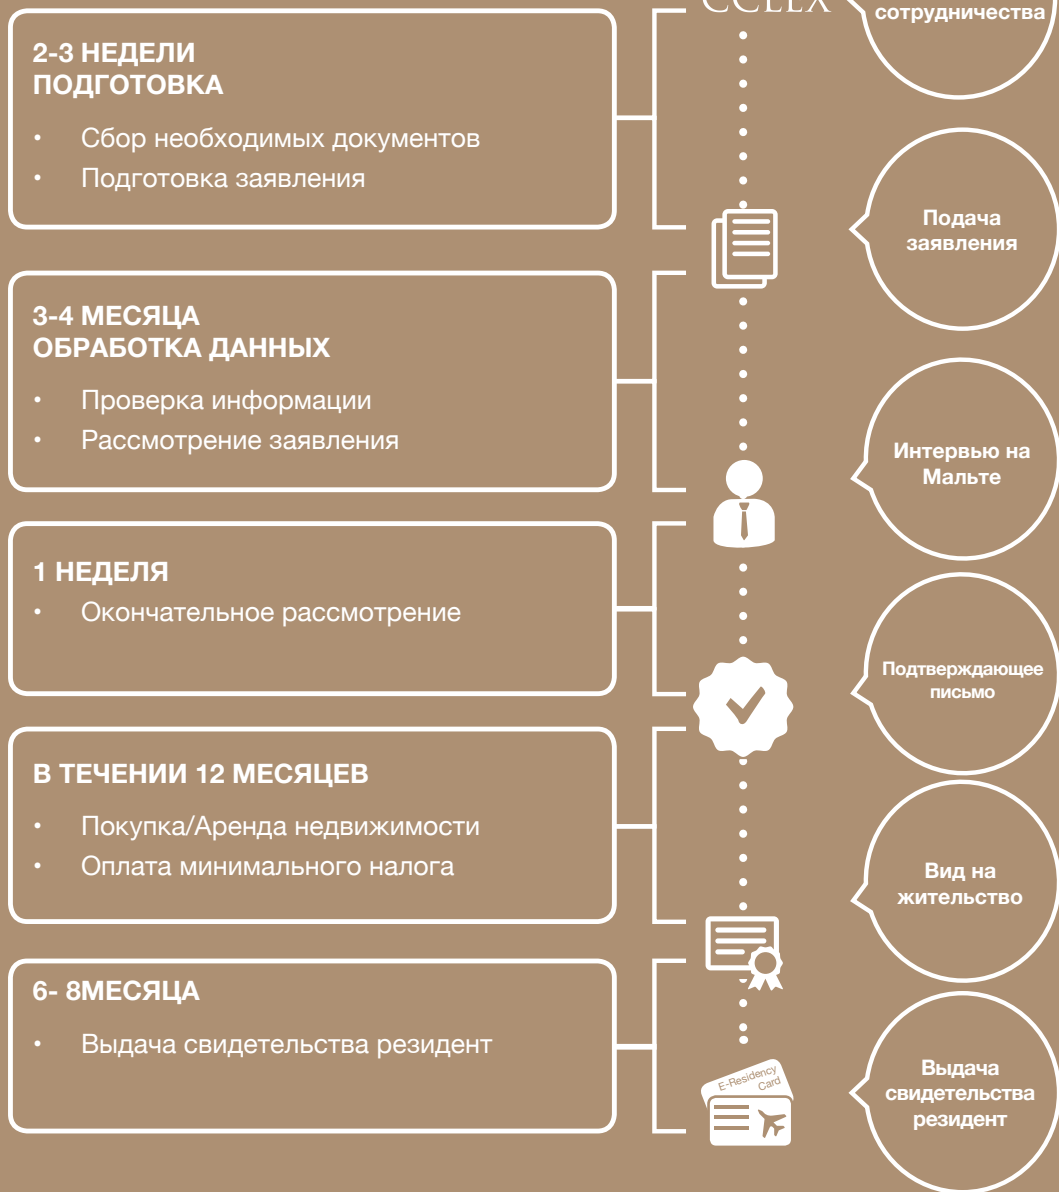 CCLEX
сотрудничества
2-3 НЕДЕЛИ
ПОДГОТОВКА
• Сбор необходимых документов
• Подготовка заявления
Подача
заявления
3-4 МЕСЯЦА
ОБРАБОТКА ДАННЫХ
• Проверка информации
• Рассмотрение заявления
Интервью на
Мальте
1 НЕДЕЛЯ
• Окончательное рассмотрение
Подтверждающее
письмо
В ТЕЧЕНИИ 12 МЕСЯЦЕВ
• Покупка/Аренда недвижимости
• Оплата минимального налога
Вид на
жительство
6- 8МЕСЯЦА
• Выдача свидетельства резидент
E-Residency
Card
Выдача
свидетельства
резидент